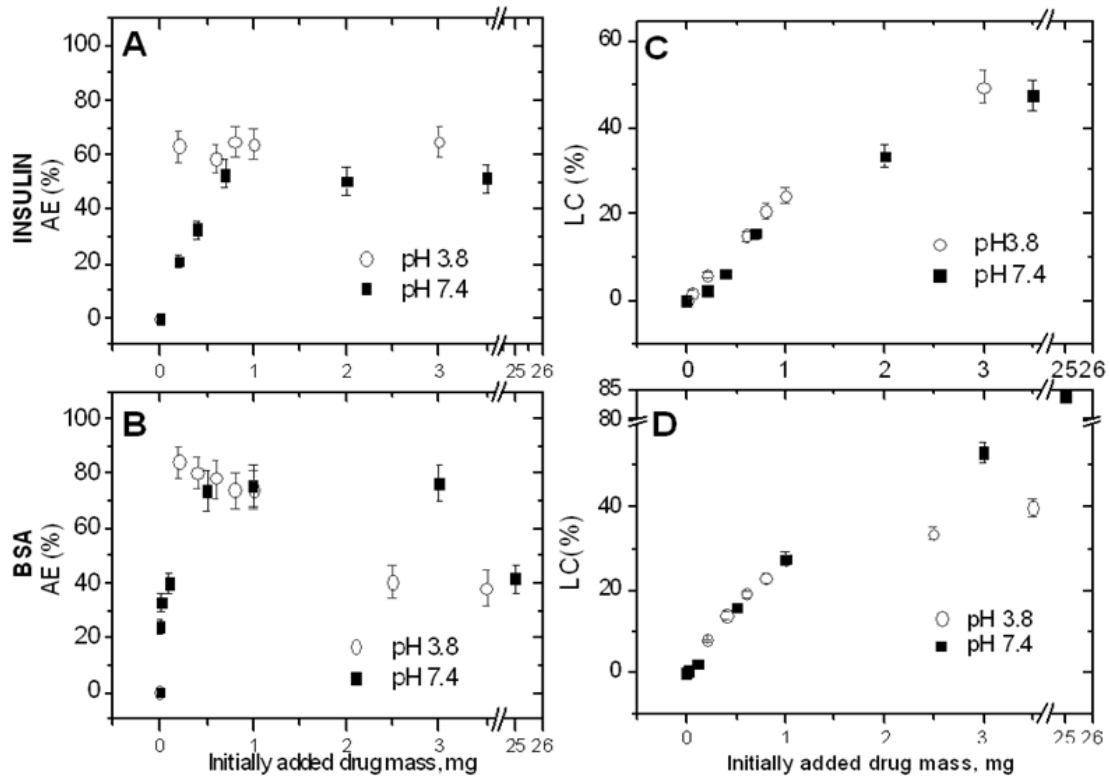 A
100
80
60
40
20
0
INSULIN
AE (%)
pH 3.8
pH 7.4
0 1 2 3 25 26
C
60
40
20
0
LC (%)
pH3.8
pH 7.4
0 1 2 3 2526
B
100
80
60
40
20
0
BSA
AE (%)
pH 3.8
pH 7.4
0 1 2 3 25 26
Initially added drug mass, mg
D
85
80
40
20
0
LC(%)
pH 3.8
pH 7.4
0 1 2 3 25 26
Initially added drug mass, mg